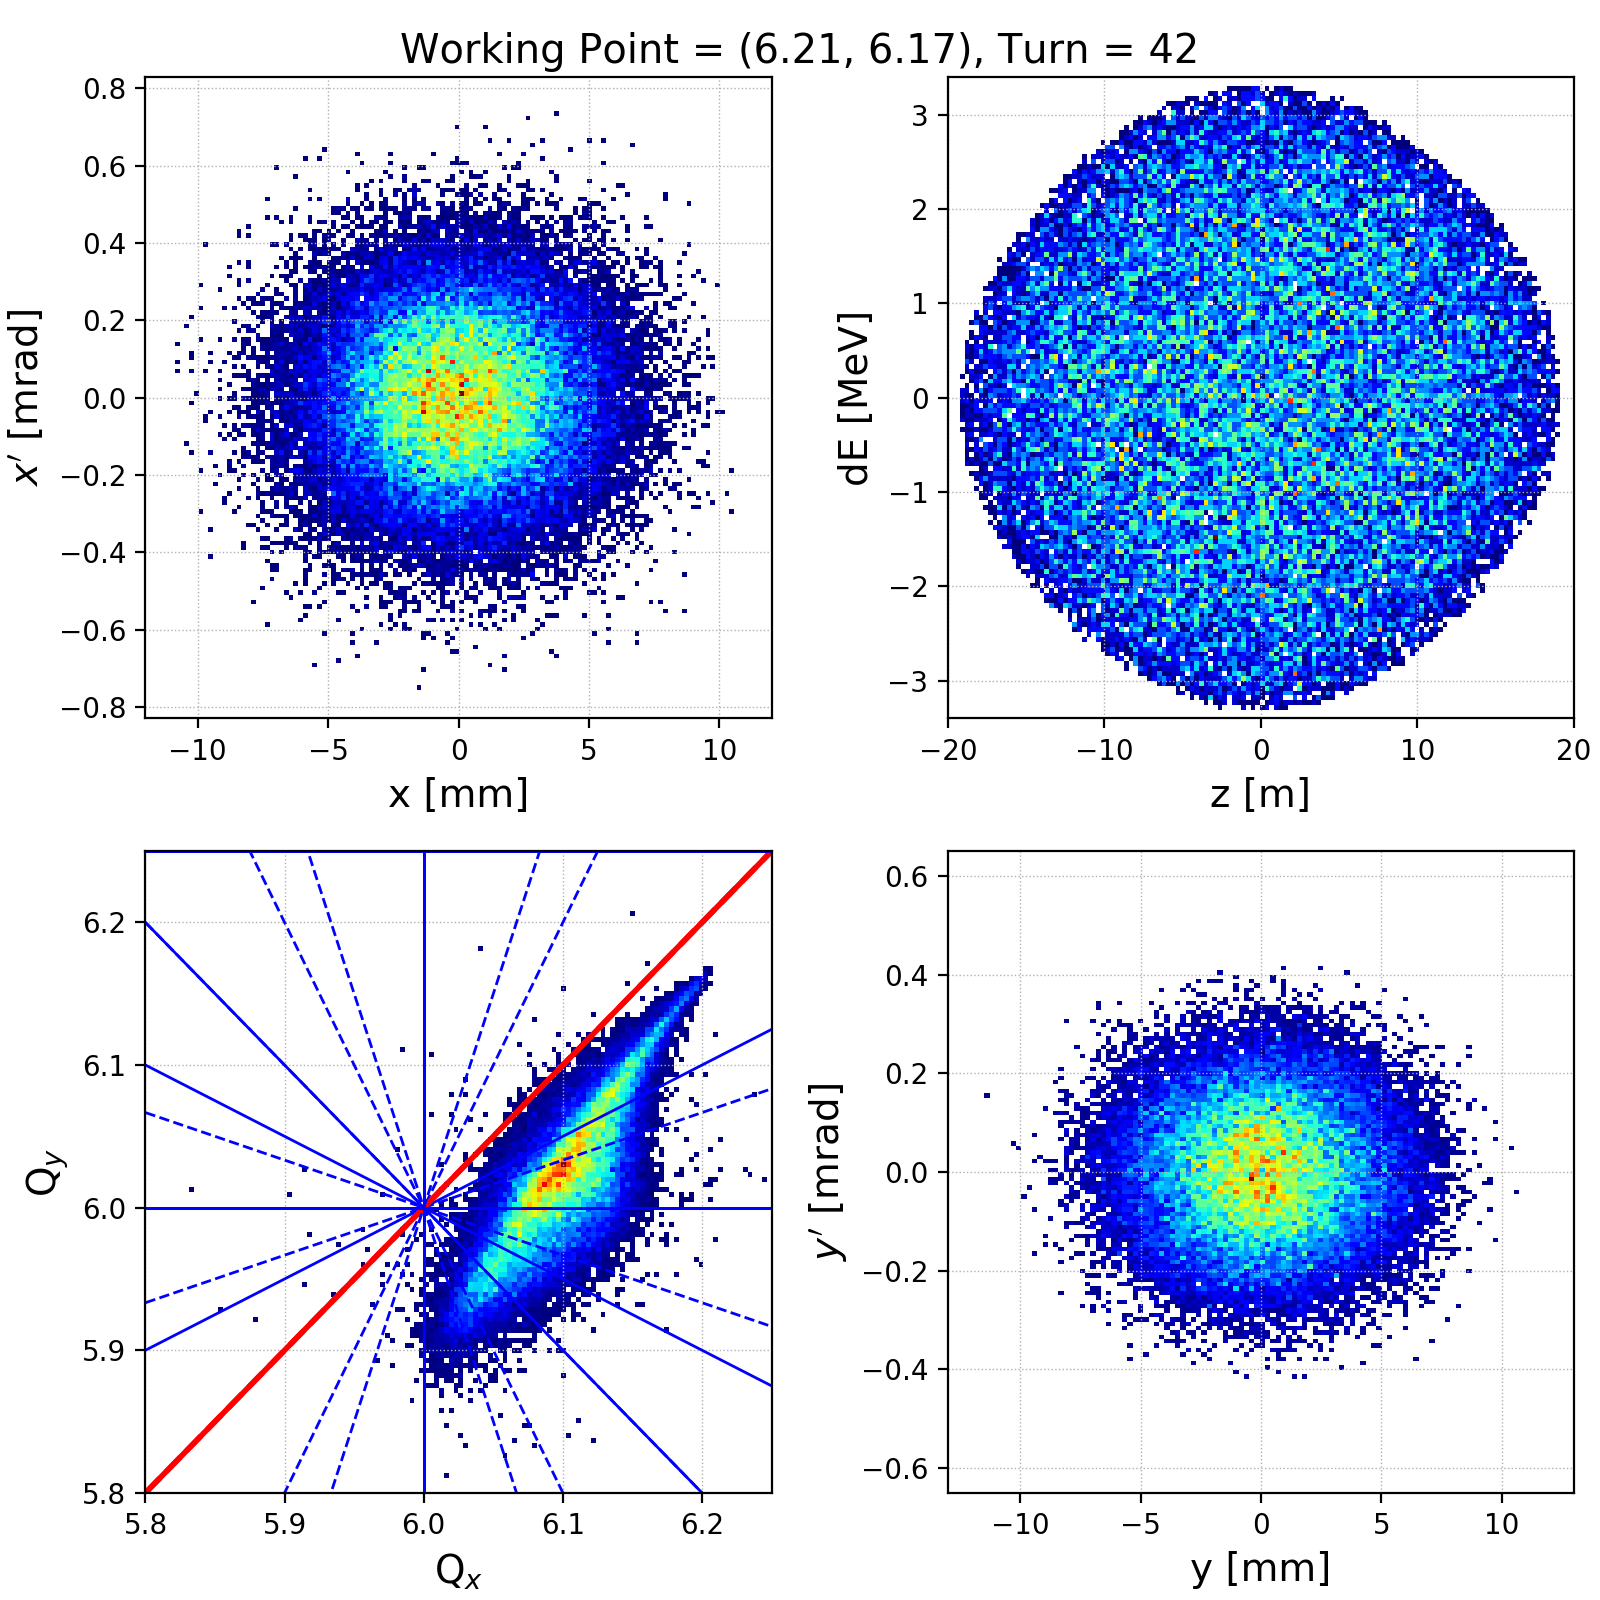 Working Point = (6.21, 6.17), Turn = 42
0.8
0.6
0.4
0.2
0.0
−0.2
−0.4
−0.6
−0.8
x′ [mrad]
−10 −5 0 5 10
x [mm]
3
2
1
0
−1
−2
−3
dE [MeV]
−20 −10 0 10 20
z [m]
6.2
6.1
6.0
5.9
5.8
Qy
5.8 5.9 6.0 6.1 6.2
Qx
0.6
0.4
0.2
0.0
−0.2
−0.4
−0.6
y′ [mrad]
−10 −5 0 5 10
y [mm]